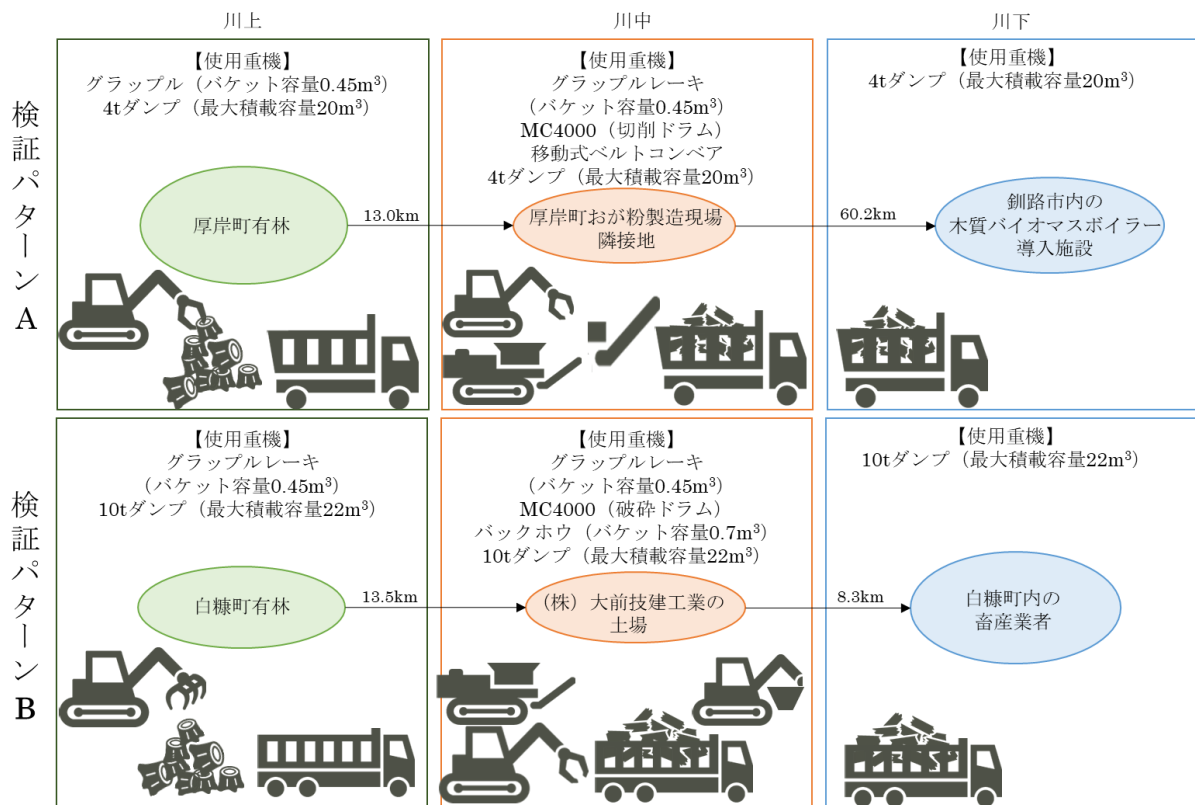 川上
川中
川下
検証パターンA
【使用重機】
グラップル（バケット容量0.45m³）
4tダンプ（最大積載容量20m³）
厚岸町有林
13.0km
【使用重機】
グラップルレーキ
（バケット容量0.45m³）
MC4000（切削ドラム）
移動式ベルトコンベア
4tダンプ（最大積載容量20m³）
厚岸町おが粉製造現場
隣接地
60.2km
【使用重機】
4tダンプ（最大積載容量20m³）
釧路市内の
木質バイオマスボイラー
導入施設
検証パターンB
【使用重機】
グラップルレーキ
（バケット容量0.45m³）
10tダンプ（最大積載容量22m³）
白糠町有林
13.5km
【使用重機】
グラップルレーキ
（バケット容量0.45m³）
MC4000（破砕ドラム）
バックホウ（バケット容量0.7m³）
10tダンプ（最大積載容量22m³）
（株）大前技建工業の
土場
8.3km
【使用重機】
10tダンプ（最大積載容量22m³）
白糠町内の
畜産業者